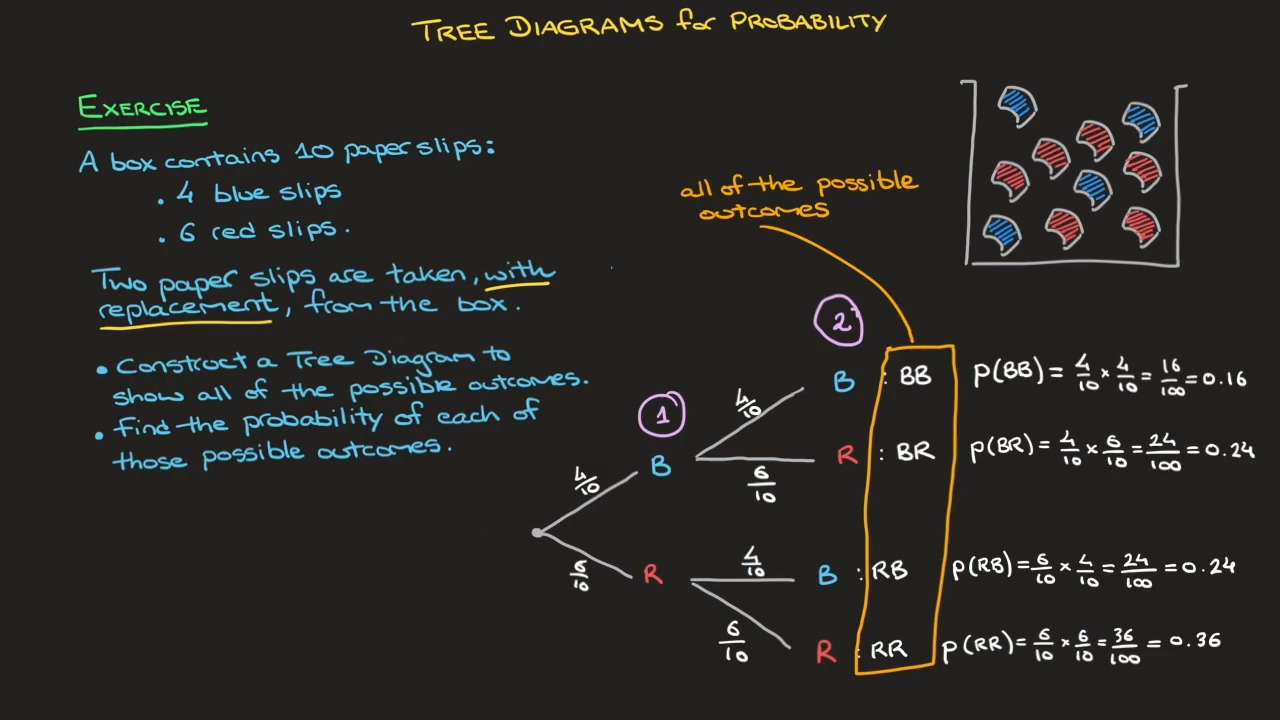 TREE DIAGRAMS for PROBABILITY
EXERCISE
A box contains 10 paper slips:
. 4 blue slips
. 6 red slips.
Two paper slips are taken, with
replacement, from the box.
• Construct a Tree Diagram to
show all of the possible outcomes.
• Find the probability of each of
those possible outcomes.
all of the possible
outcomes
1
2
4/10 B
6/10 R
4/10 B : BB p(BB) = 4/10 × 4/10 = 16/100 = 0.16
6/10 R : BR p(BR) = 4/10 × 6/10 = 24/100 = 0.24
4/10 B : RB p(RB) = 6/10 × 4/10 = 24/100 = 0.24
6/10 R : RR p(RR) = 6/10 × 6/10 = 36/100 = 0.36